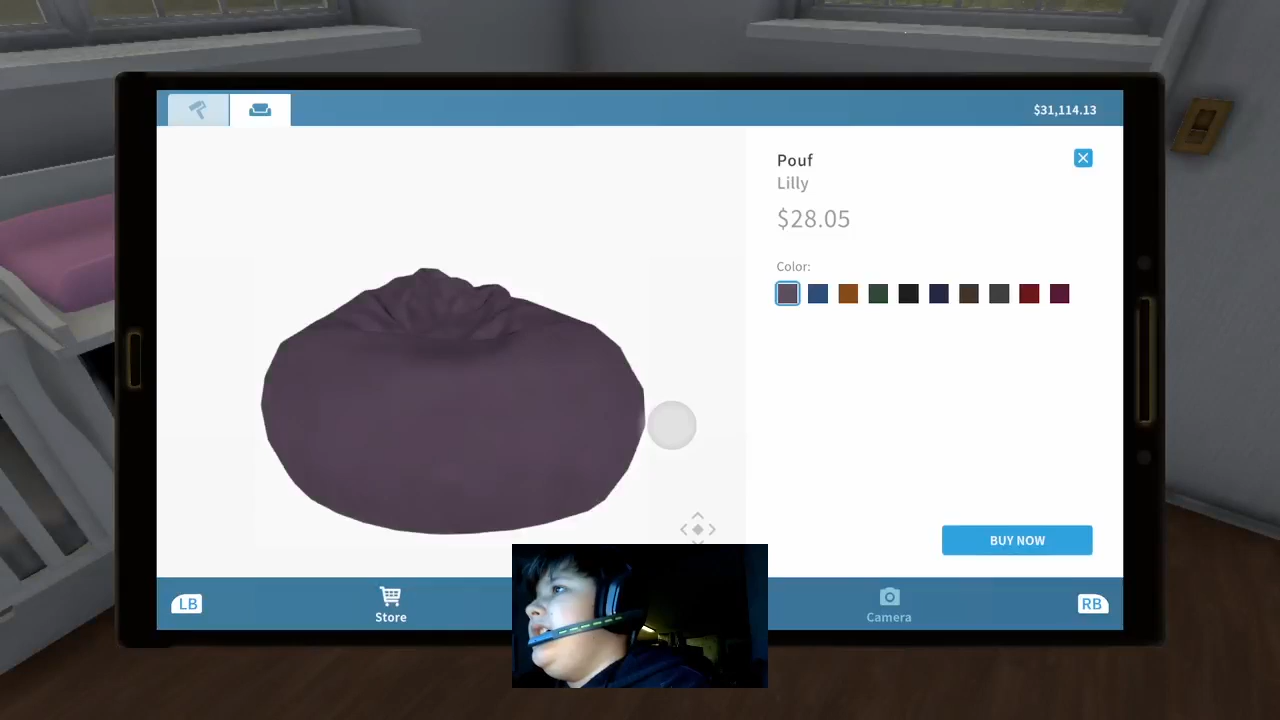 $31,114.13
Pouf
Lilly
$28.05
Color:
BUY NOW
LB
Store
Camera
RB